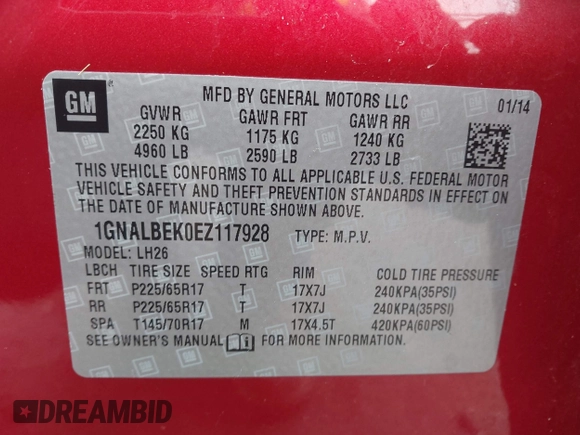 GM
MFD BY GENERAL MOTORS LLC 01/14
GVWR GAWR FRT GAWR RR
2250 KG 1175 KG 1240 KG
4960 LB 2590 LB 2733 LB
THIS VEHICLE CONFORMS TO ALL APPLICABLE U.S. FEDERAL MOTOR
VEHICLE SAFETY AND THEFT PREVENTION STANDARDS IN EFFECT ON
THE DATE OF MANUFACTURE SHOWN ABOVE.
1GNALBEK0EZ117928 TYPE: M.P.V.
MODEL: LH26
LBCH TIRE SIZE SPEED RTG RIM COLD TIRE PRESSURE
FRT P225/65R17 T 17X7J 240KPA(35PSI)
RR P225/65R17 T 17X7J 240KPA(35PSI)
SPA T145/70R17 M 17X4.5T 420KPA(60PSI)
SEE OWNER'S MANUAL FOR MORE INFORMATION.
DREAMBID